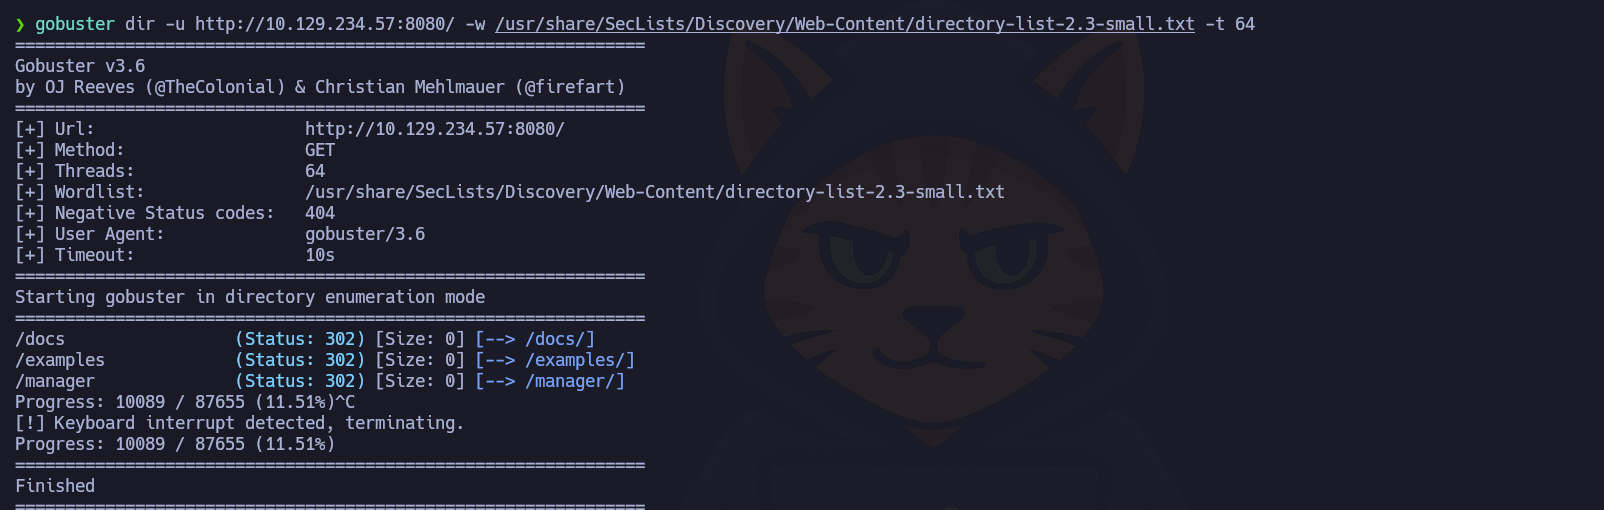 ❯ gobuster dir -u http://10.129.234.57:8080/ -w /usr/share/SecLists/Discovery/Web-Content/directory-list-2.3-small.txt -t 64
===============================================================
Gobuster v3.6
by OJ Reeves (@TheColonial) & Christian Mehlmauer (@firefart)
===============================================================
[+] Url:                     http://10.129.234.57:8080/
[+] Method:                  GET
[+] Threads:                 64
[+] Wordlist:                /usr/share/SecLists/Discovery/Web-Content/directory-list-2.3-small.txt
[+] Negative Status codes:   404
[+] User Agent:              gobuster/3.6
[+] Timeout:                 10s
===============================================================
Starting gobuster in directory enumeration mode
===============================================================
/docs                 (Status: 302) [Size: 0] [--> /docs/]
/examples             (Status: 302) [Size: 0] [--> /examples/]
/manager              (Status: 302) [Size: 0] [--> /manager/]
Progress: 10089 / 87655 (11.51%)^C
[!] Keyboard interrupt detected, terminating.
Progress: 10089 / 87655 (11.51%)
===============================================================
Finished
===============================================================